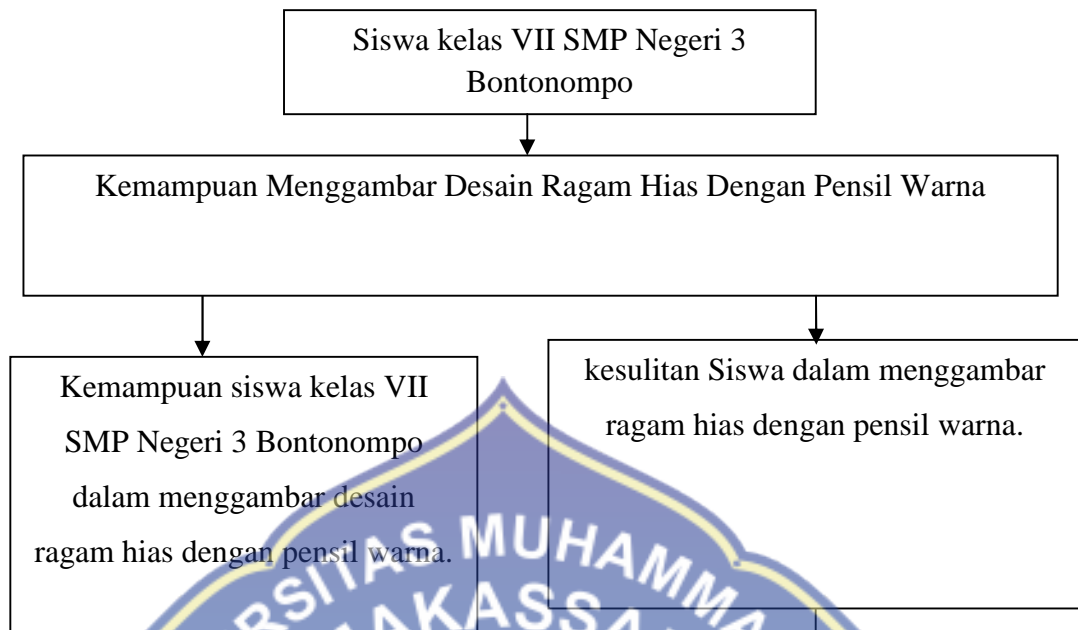 Siswa kelas VII SMP Negeri 3
Bontonompo
Kemampuan Menggambar Desain Ragam Hias Dengan Pensil Warna
Kemampuan siswa kelas VII
SMP Negeri 3 Bontonompo
dalam menggambar desain
ragam hias dengan pensil warna.
kesulitan Siswa dalam menggambar
ragam hias dengan pensil warna.
MUHAMMA